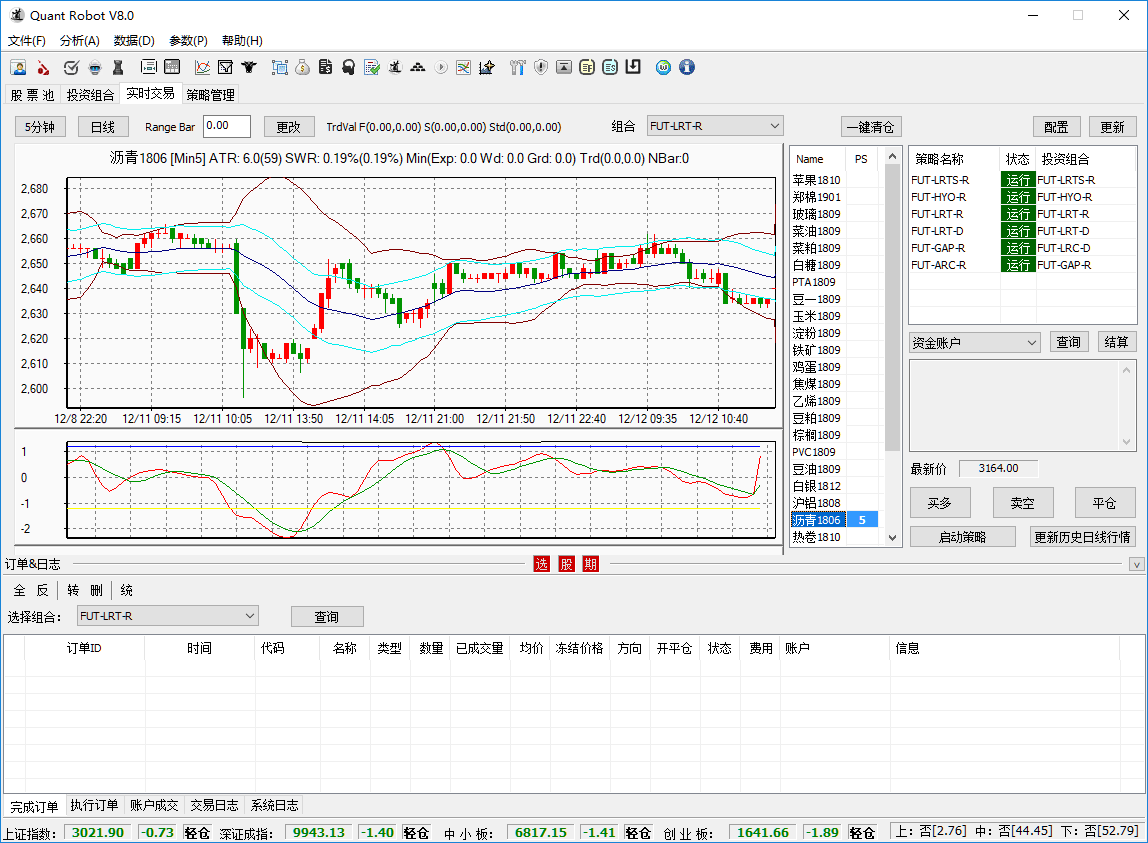 Quant Robot V8.0
文件(F) 分析(A) 数据(D) 参数(P) 帮助(H)
股 票 池 投资组合 实时交易 策略管理
5分钟 日线 Range Bar 0.00 更改 TrdVal F(0.00,0.00) S(0.00,0.00) Std(0.00,0.00) 组合 FUT-LRT-R 一键清仓 配置 更新
沥青1806 [Min5] ATR: 6.0(59) SWR: 0.19%(0.19%) Min(Exp: 0.0 Wd: 0.0 Grd: 0.0) Trd(0.0,0.0) NBar:0
2,680
2,670
2,660
2,650
2,640
2,630
2,620
2,610
2,600
12/8 22:20 12/11 09:15 12/11 10:05 12/11 13:50 12/11 14:05 12/11 21:00 12/11 21:50 12/11 22:40 12/12 09:35 12/12 10:40
1
0
-1
-2
Name PS
苹果1810
郑棉1901
玻璃1809
菜油1809
菜粕1809
白糖1809
PTA1809
豆一1809
玉米1809
淀粉1809
铁矿1809
鸡蛋1809
焦煤1809
乙烯1809
豆粕1809
棕榈1809
PVC1809
豆油1809
白银1812
沪铝1808
沥青1806 5
热卷1810
策略名称 状态 投资组合
FUT-LRTS-R 运行 FUT-LRTS-R
FUT-HYO-R 运行 FUT-HYO-R
FUT-LRT-R 运行 FUT-LRT-R
FUT-LRT-D 运行 FUT-LRT-D
FUT-GAP-R 运行 FUT-LRC-D
FUT-ARC-R 运行 FUT-GAP-R
资金账户 查询 结算
最新价 3164.00
买多 卖空 平仓
启动策略 更新历史日线行情
订单&日志 选 股 期
全 反 转 删 统
选择组合: FUT-LRT-R 查询
订单ID 时间 代码 名称 类型 数量 已成交量 均价 冻结价格 方向 开平仓 状态 费用 账户 信息
完成订单 执行订单 账户成交 交易日志 系统日志
上证指数: 3021.90 -0.73 轻仓 深证成指: 9943.13 -1.40 轻仓 中 小 板: 6817.15 -1.41 轻仓 创 业 板: 1641.66 -1.89 轻仓 上: 否[2.76] 中: 否[44.45] 下: 否[52.79]